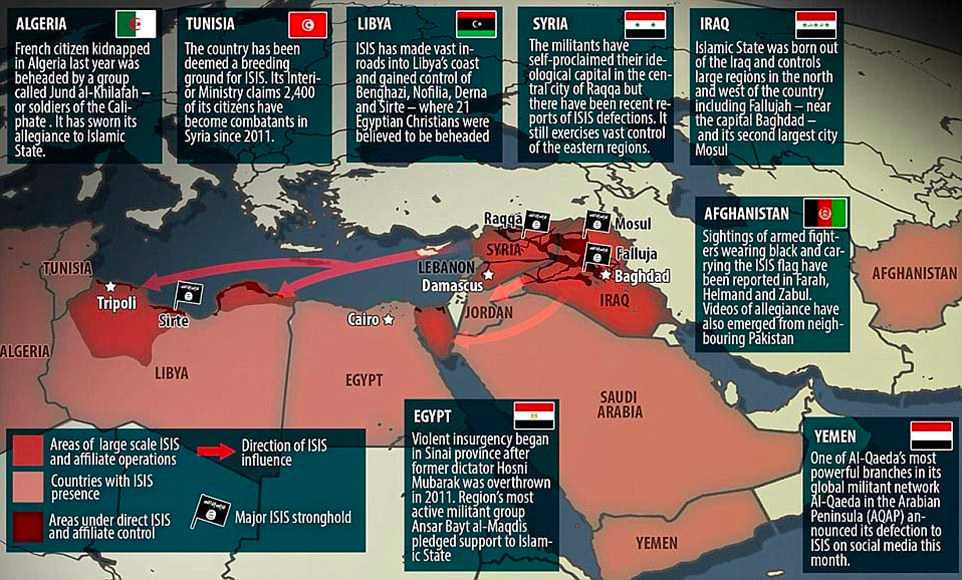 ALGERIA
French citizen kidnapped
in Algeria last year was
beheaded by a group
called Jund al-Khilafah –
or soldiers of the Cali-
phate . It has sworn its
allegiance to Islamic
State.
TUNISIA
The country has been
deemed a breeding
ground for ISIS. Its Interi-
or Ministry claims 2,400
of its citizens have
become combatants in
Syria since 2011.
LIBYA
ISIS has made vast in-
roads into Libya's coast
and gained control of
Benghazi, Nofilia, Derna
and Sirte – where 21
Egyptian Christians were
believed to be beheaded
SYRIA
The militants have
self-proclaimed their ide-
ological capital in the cen-
tral city of Raqqa but
there have been recent re-
ports of ISIS defections. It
still exercises vast control
of the eastern regions.
IRAQ
Islamic State was born out
of the Iraq and controls
large regions in the north
and west of the country
including Fallujah – near
the capital Baghdad –
and its second largest city
Mosul
AFGHANISTAN
Sightings of armed fight-
ers wearing black and car-
rying the ISIS flag have
been reported in Farah,
Helmand and Zabul.
Videos of allegiance have
also emerged from neigh-
bouring Pakistan
Raqqa
Mosul
SYRIA
Falluja
LEBANON
Baghdad
Damascus
TUNISIA
AFGHANISTAN
Tripoli
IRAQ
Sirte
Cairo
JORDAN
ALGERIA
LIBYA
EGYPT
SAUDI
ARABIA
YEMEN
EGYPT
Violent insurgency began
in Sinai province after
former dictator Hosni
Mubarak was overthrown
in 2011. Region's most
active militant group
Ansar Bayt al-Maqdis
pledged support to Islam-
ic State
YEMEN
One of Al-Qaeda's most
powerful branches in its
global militant network
Al-Qaeda in the Arabian
Peninsula (AQAP) an-
nounced its defection to
ISIS on social media this
month.
Areas of large scale ISIS
and affiliate operations
Countries with ISIS
presence
Areas under direct ISIS
and affiliate control
Direction of ISIS
influence
Major ISIS stronghold